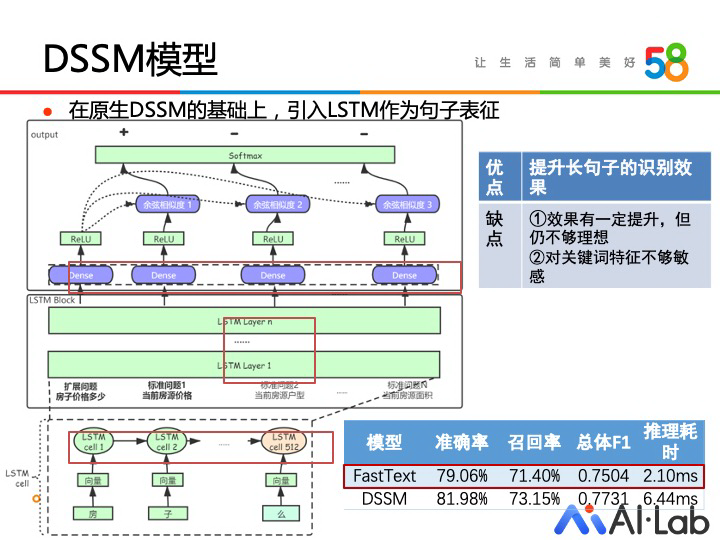 DSSM模型
让生活简单美好
58
● 在原生DSSM的基础上，引入LSTM作为句子表征
output
+ − −
Softmax
......
余弦相似度 1 余弦相似度 2 余弦相似度 3
ReLU ReLU ReLU ReLU
Dense Dense Dense Dense
LSTM Block
LSTM Layer n
......
LSTM Layer 1
扩展问题 标准问题1 标准问题2 标准问题N
房子价格多少 当前房源价格 当前房源户型 ...... 当前房源面积
LSTM cell
LSTM LSTM LSTM
cell 1 cell 2 ...... cell 512
向量 向量 向量
房 子 么
优点 提升长句子的识别效
果
缺点 ①效果有一定提升，但
仍不够理想
②对关键词特征不够敏
感
模型 准确率 召回率 总体F1 推理耗时
FastText 79.06% 71.40% 0.7504 2.10ms
DSSM 81.98% 73.15% 0.7731 6.44ms
AI·Lab